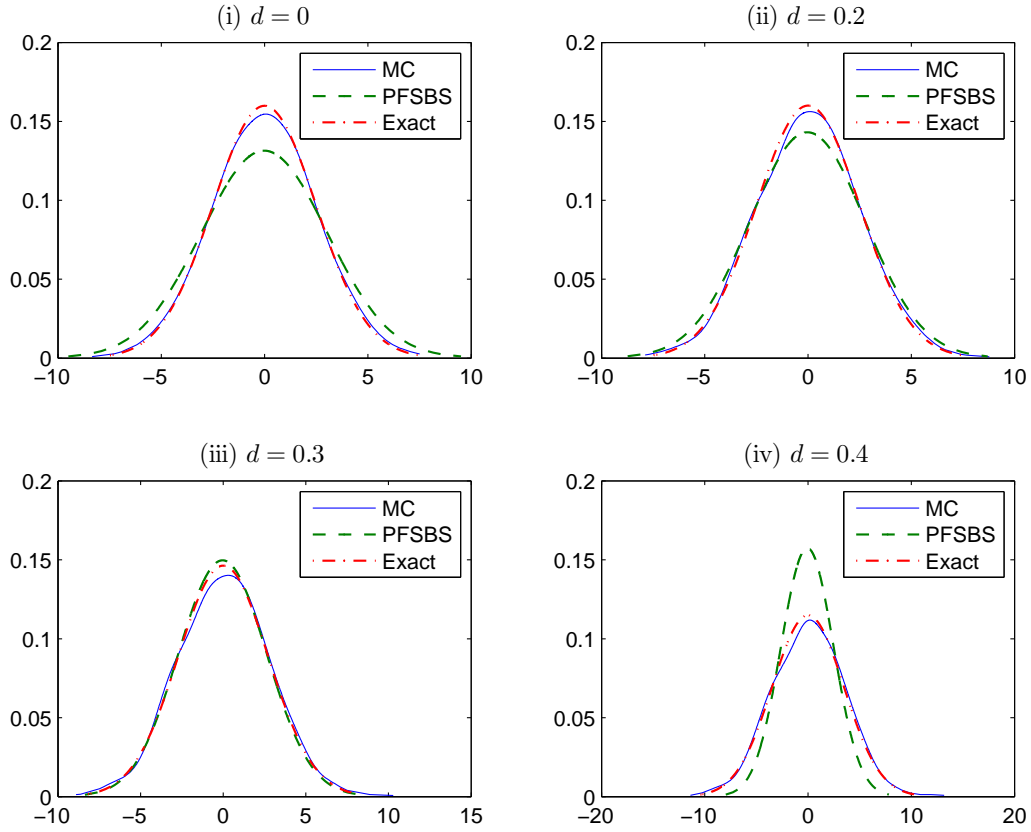 (i) d = 0
0.2
0.15
0.1
0.05
0
−10
−5
0
5
10
MC
PFSBS
Exact
(ii) d = 0.2
0.2
0.15
0.1
0.05
0
−10
−5
0
5
10
MC
PFSBS
Exact
(iii) d = 0.3
0.2
0.15
0.1
0.05
0
−10
−5
0
5
10
15
MC
PFSBS
Exact
(iv) d = 0.4
0.2
0.15
0.1
0.05
0
−20
−10
0
10
20
MC
PFSBS
Exact